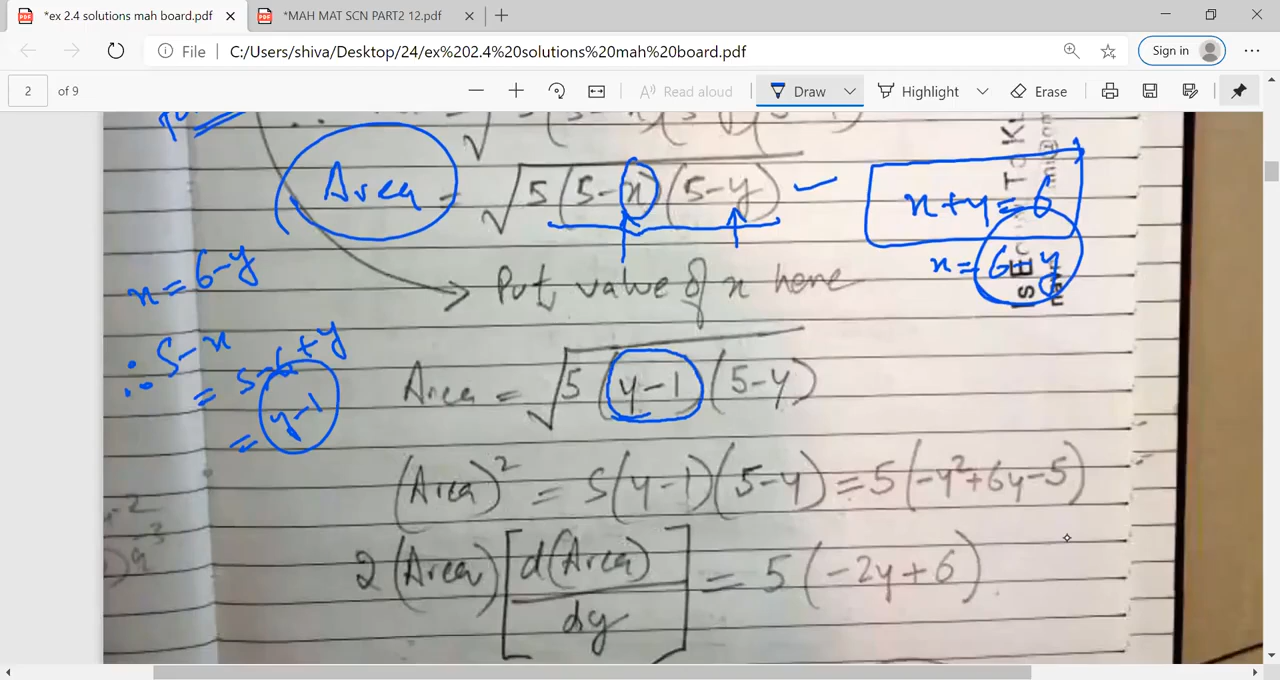 *ex 2.4 solutions mah board.pdf
*MAH MAT SCN PART2 12.pdf
File
C:/Users/shiva/Desktop/24/ex%202.4%20solutions%20mah%20board.pdf
Sign in
2 of 9
Read aloud
Draw
Highlight
Erase
Area = √5(5-x)(5-y)
x+y=6
x=6-y
x=6-y
Put value of x here
∴ 5-x
= 5-6+y
= y-1
Area = √5(y-1)(5-y)
(Area)² = 5(y-1)(5-y) = 5(-y²+6y-5)
2(Area)[d(Area)/dy] = 5(-2y+6)